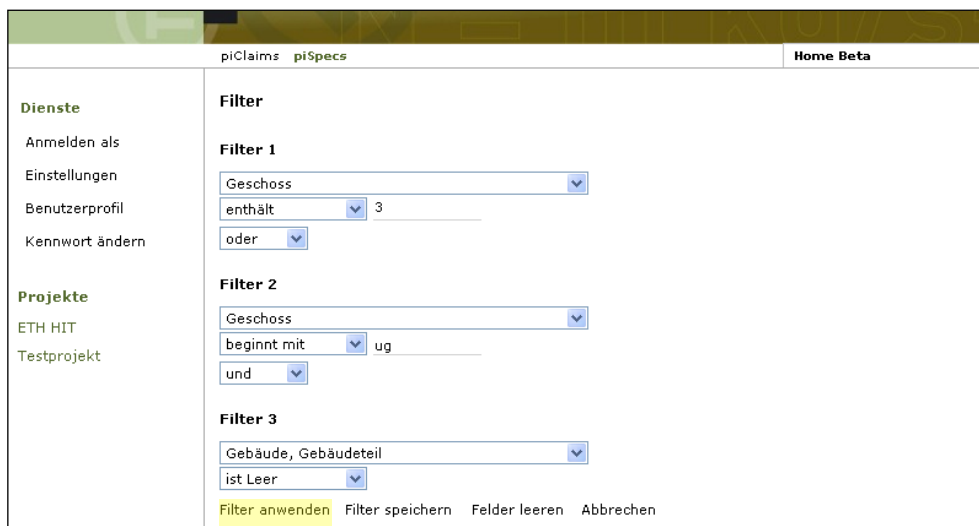 piClaims piSpecs Home Beta
Dienste
Anmelden als
Einstellungen
Benutzerprofil
Kennwort ändern
Projekte
ETH HIT
Testprojekt
Filter
Filter 1
Geschoss
enthält 3
oder
Filter 2
Geschoss
beginnt mit ug
und
Filter 3
Gebäude, Gebäudeteil
ist Leer
Filter anwenden Filter speichern Felder leeren Abbrechen